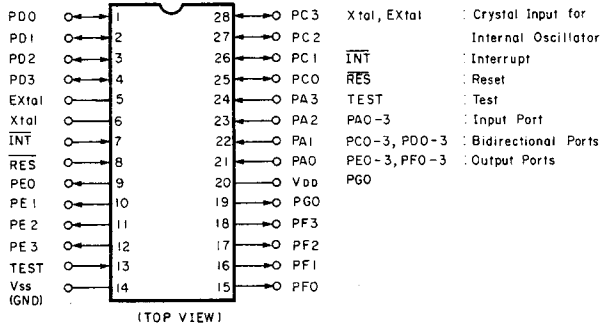 PD0 1 28 PC3 Xtal, EXtal : Crystal Input for
PD1 2 27 PC2 Internal Oscillator
PD2 3 26 PC1 INT : Interrupt
PD3 4 25 PC0 RES : Reset
EXtal 5 24 PA3 TEST : Test
Xtal 6 23 PA2 PA0-3 : Input Port
INT 7 22 PA1 PC0-3, PD0-3 : Bidirectional Ports
RES 8 21 PA0 PE0-3, PF0-3 : Output Ports
PE0 9 20 VDD PG0
PE1 10 19 PG0
PE2 11 18 PF3
PE3 12 17 PF2
TEST 13 16 PF1
Vss 14 15 PF0
(GND)
(TOP VIEW)